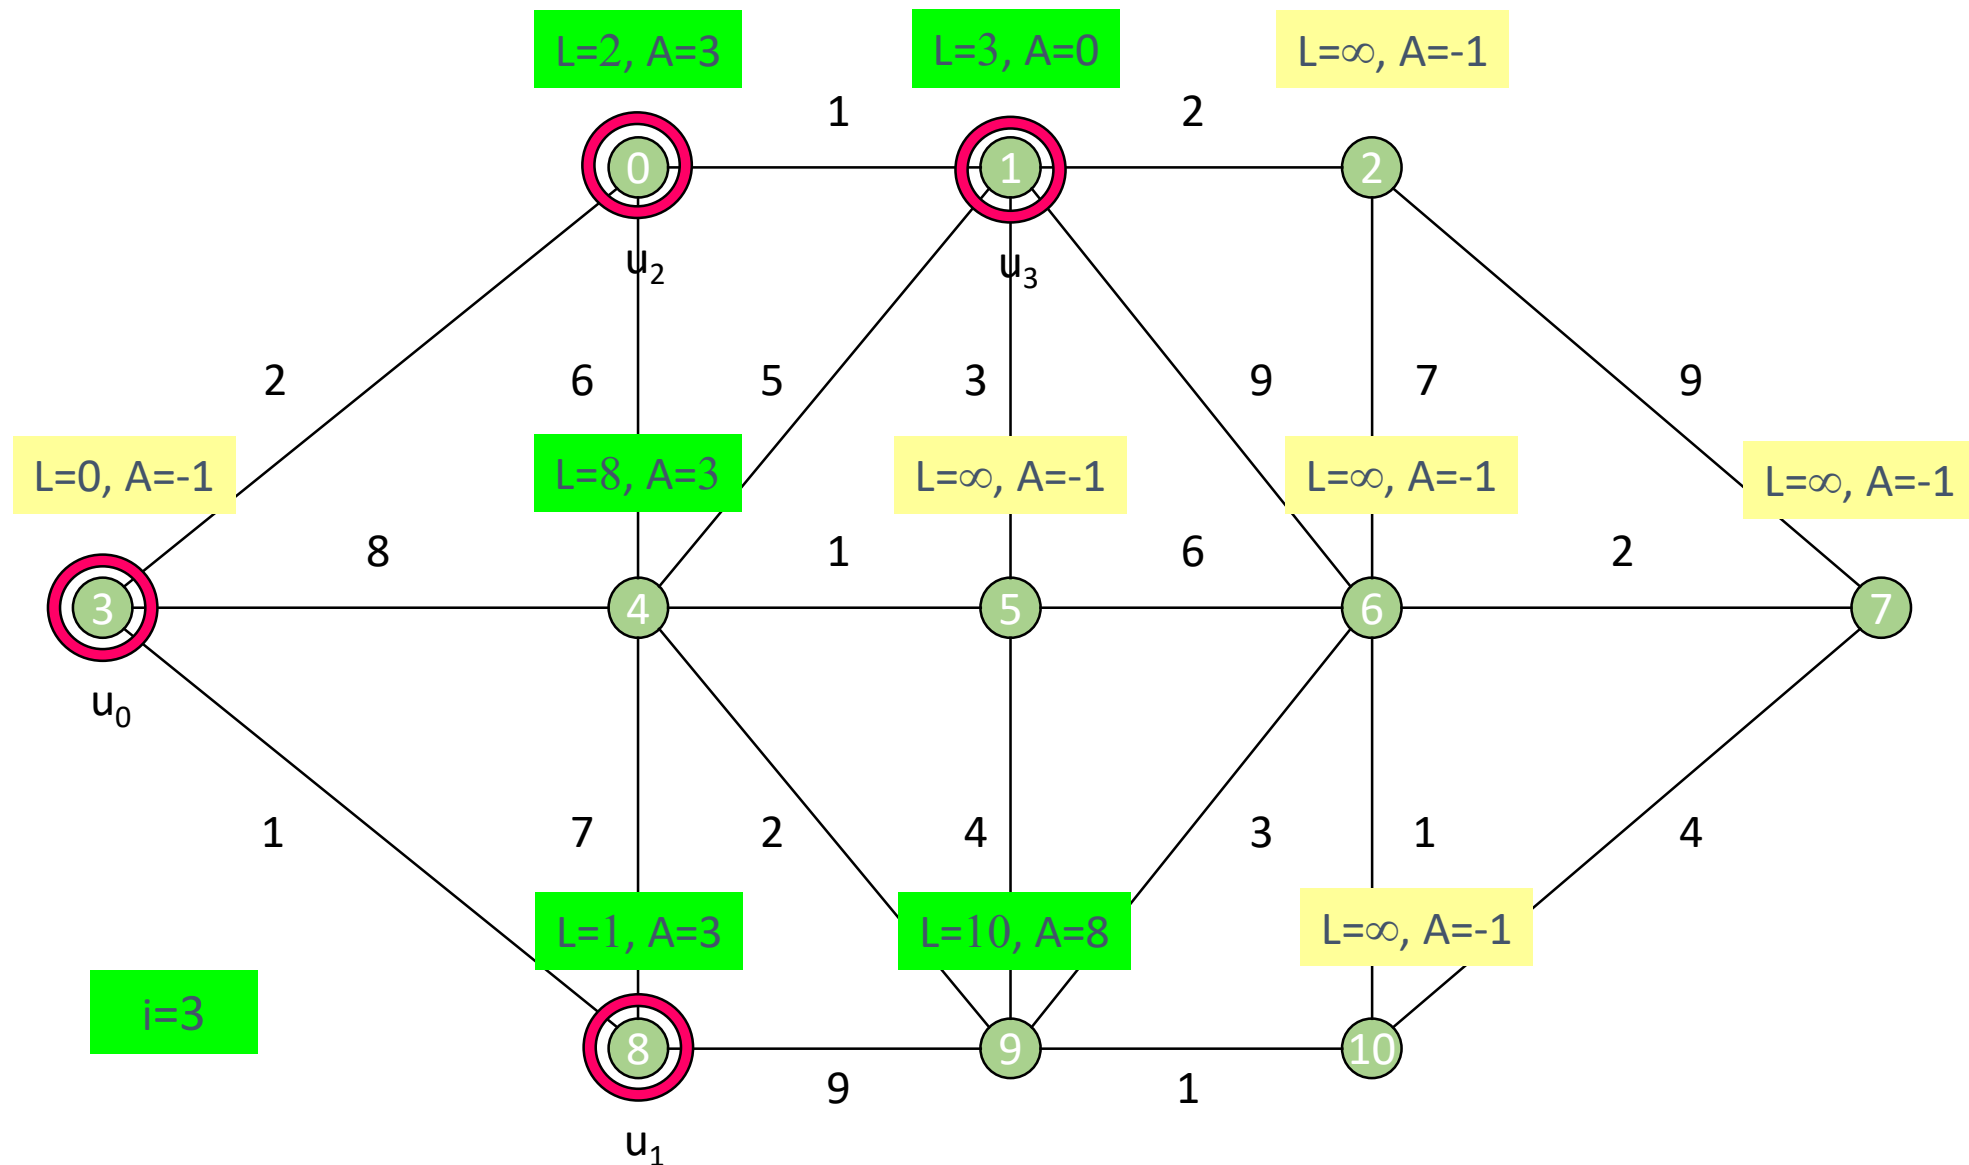 L=2, A=3
L=3, A=0
L=∞, A=-1
1
2
0
1
2
u₂
u₃
2
6
5
3
9
7
9
L=0, A=-1
L=8, A=3
L=∞, A=-1
L=∞, A=-1
L=∞, A=-1
8
1
6
2
3
4
5
6
7
u₀
1
7
2
4
3
1
4
L=1, A=3
L=10, A=8
L=∞, A=-1
i=3
8
9
10
9
1
u₁